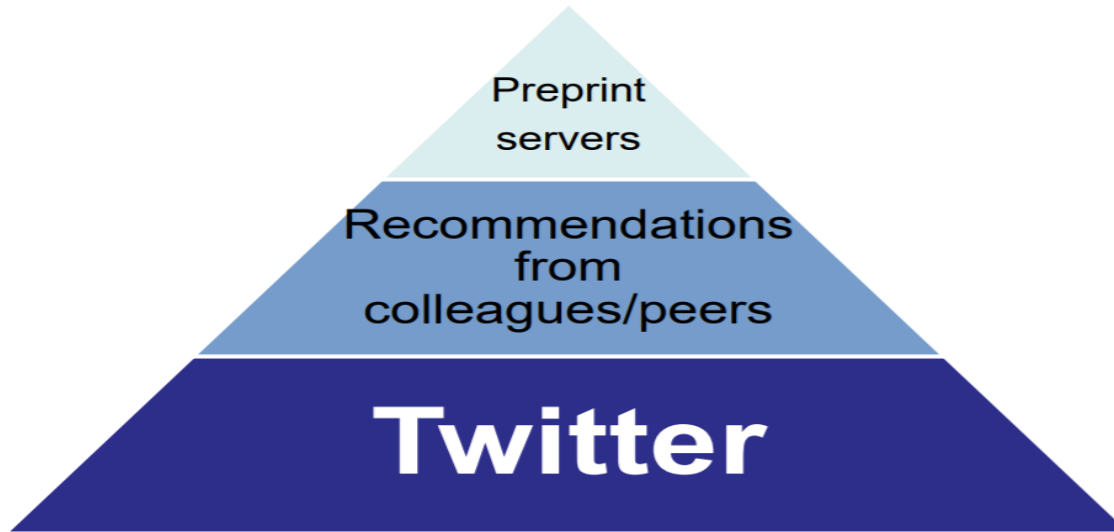 Preprint
servers
Recommendations
from
colleagues/peers
Twitter